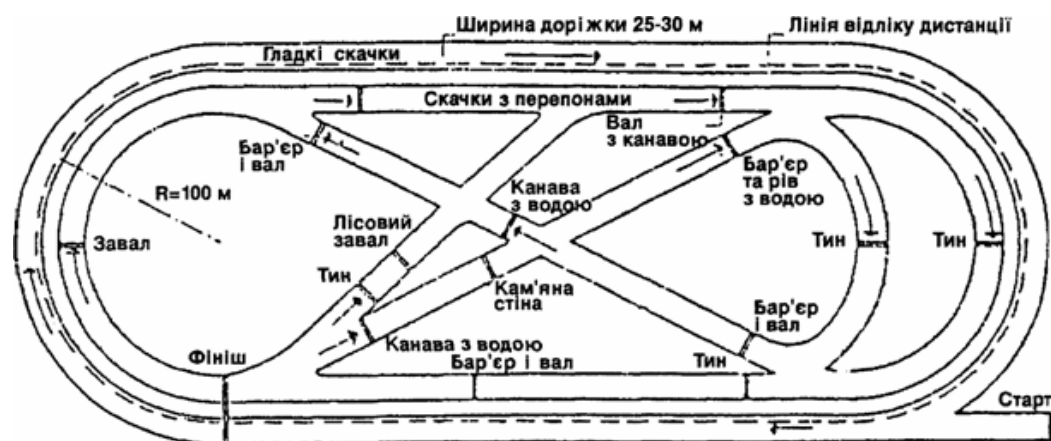 Ширина доріжки 25-30 м
Лінія відліку дистанції
Гладкі скачки
Скачки з перепонами
Бар'єр
і вал
Вал
з канавою
R=100 м
Канава
з водою
Бар'єр
та рів
з водою
Лісовий
завал
Завал
Тин
Тин
Тин
Кам'яна
стіна
Бар'єр
і вал
Фініш
Канава з водою
Бар'єр і вал
Тин
Старт